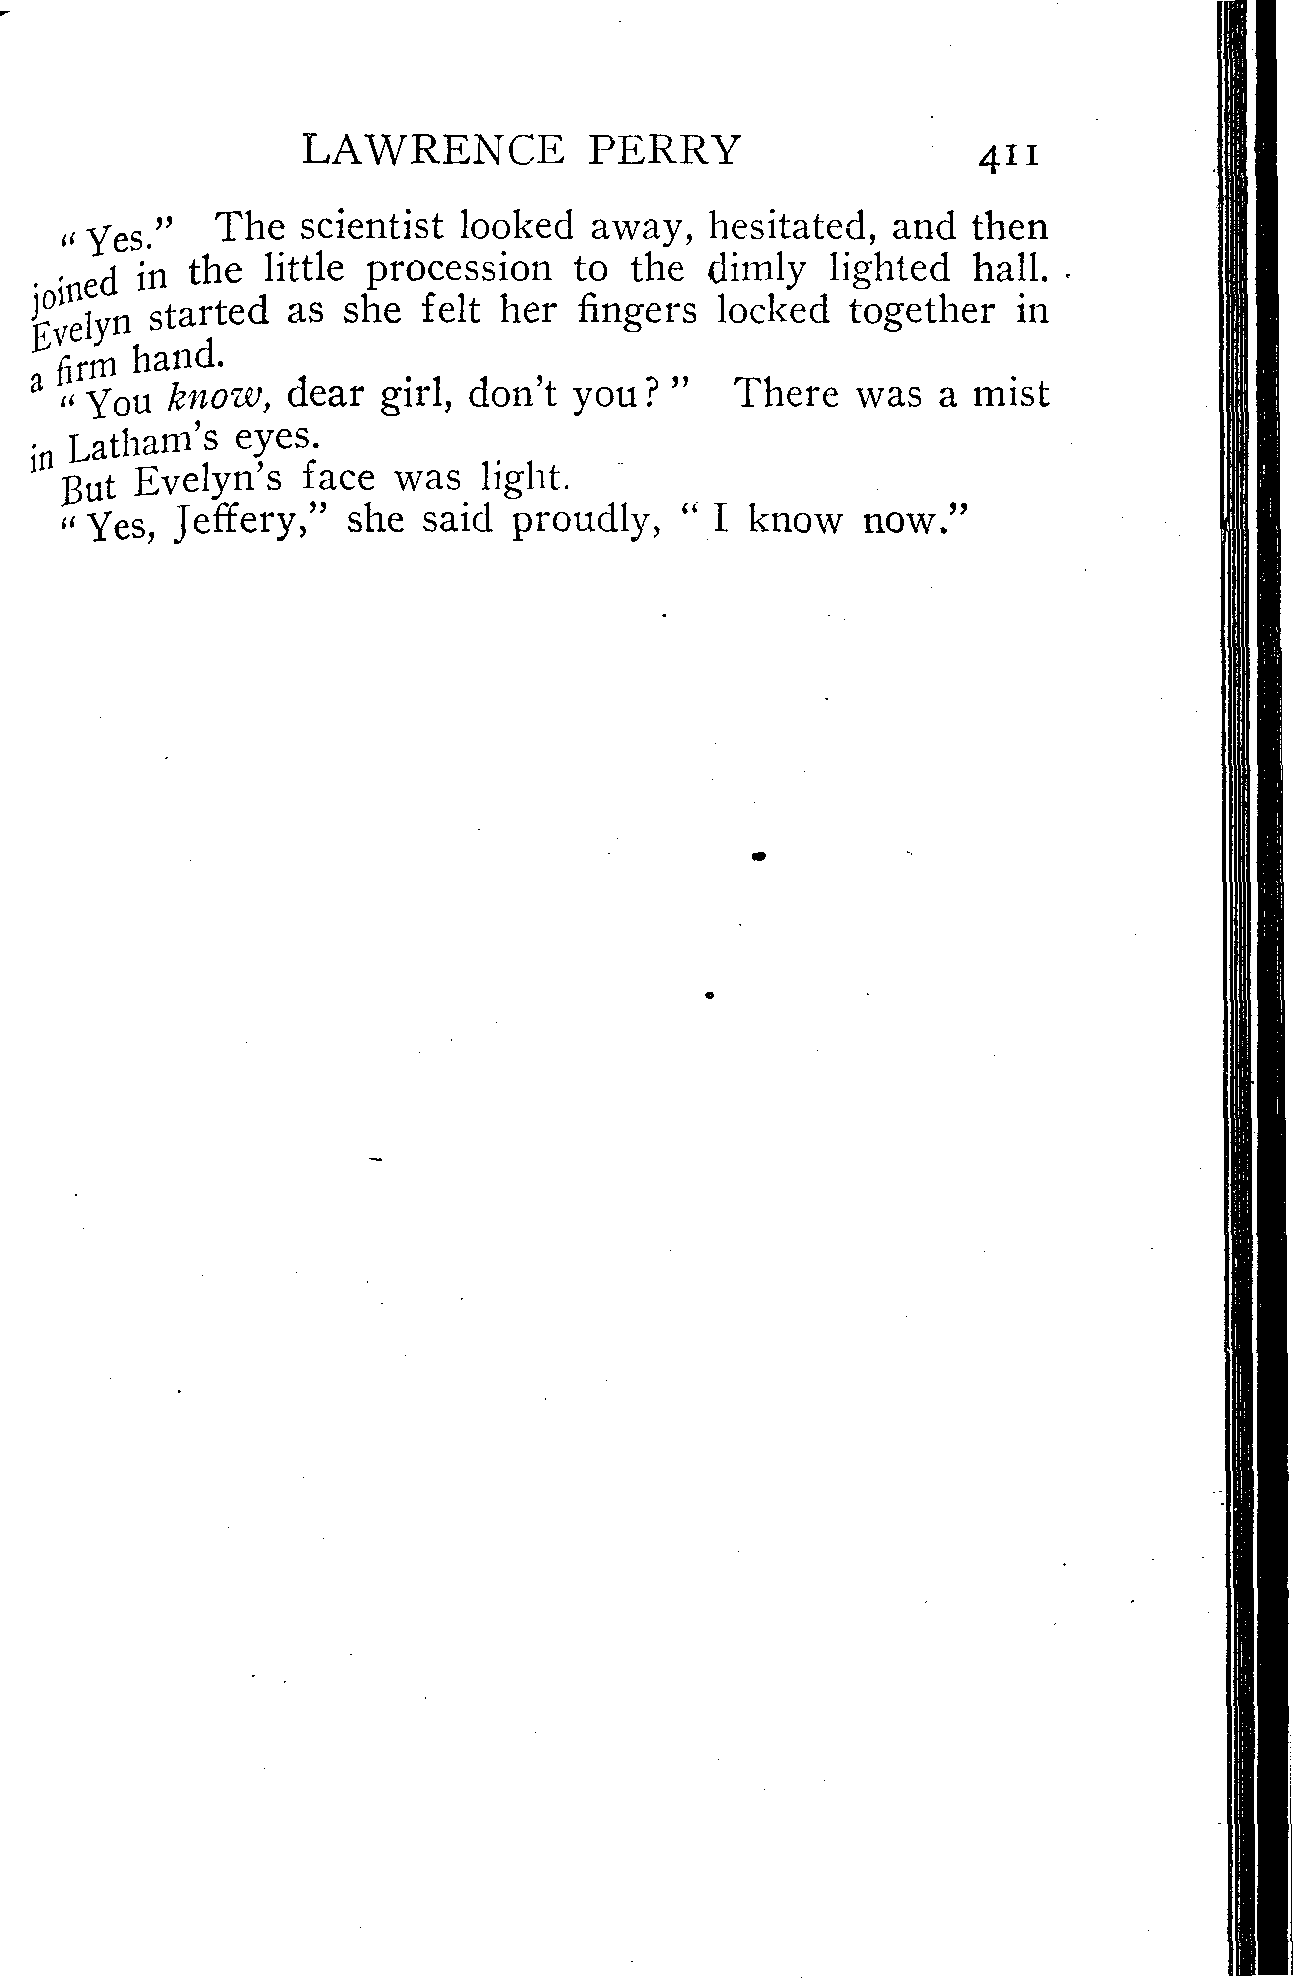 LAWRENCE PERRY 411
“Yes.” The scientist looked away, hesitated, and then
joined in the little procession to the dimly lighted hall.
Evelyn started as she felt her fingers locked together in
a firm hand.
“You know, dear girl, don't you?” There was a mist
in Latham's eyes.
But Evelyn's face was light.
“Yes, Jeffery,” she said proudly, “I know now.”